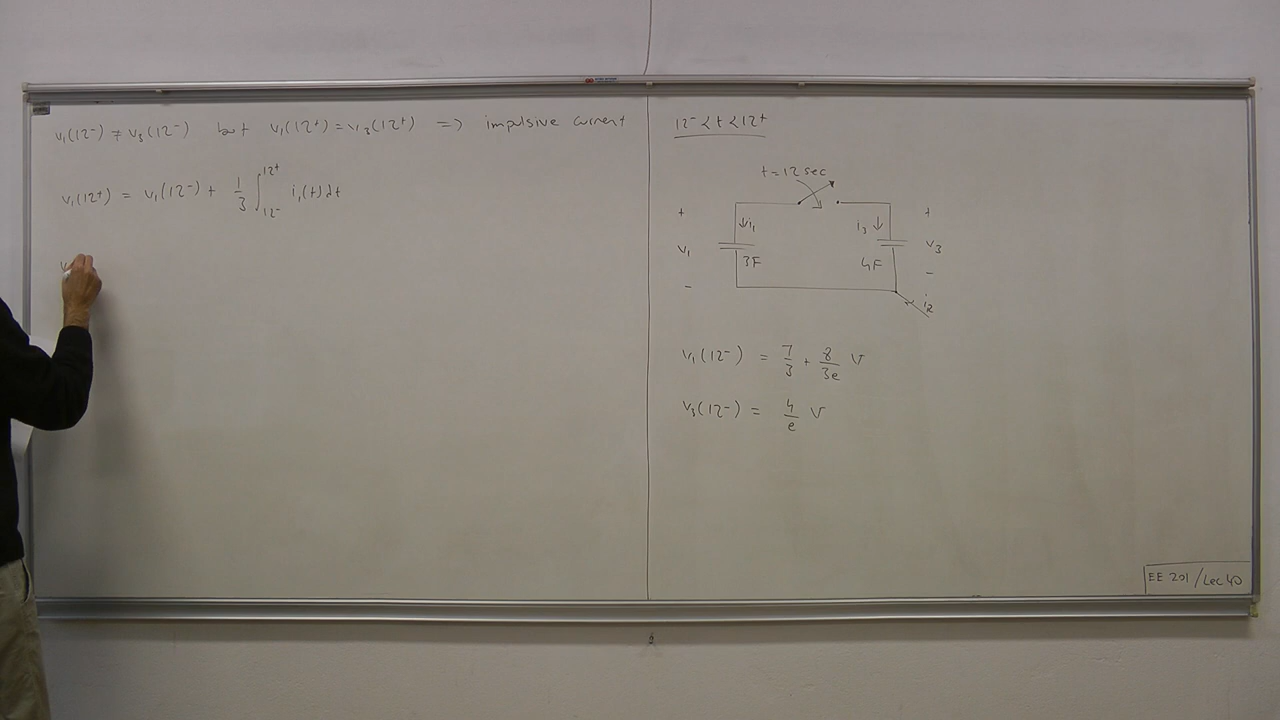 v₁(12⁻) ≠ v₃(12⁻) but v₁(12⁺) = v₃(12⁺) => impulsive current
v₁(12⁺) = v₁(12⁻) + 1/3 ∫₁₂₋¹²⁺ i₁(t)dt
v
12⁻ < t < 12⁺
t = 12 sec
+ ↓i₁ i₃ ↓ +
v₁ 3F 4F v₃
- -
i₂
v₁(12⁻) = 7/3 + 8/3e V
v₃(12⁻) = 4/e V
EE 201 / Lec 40